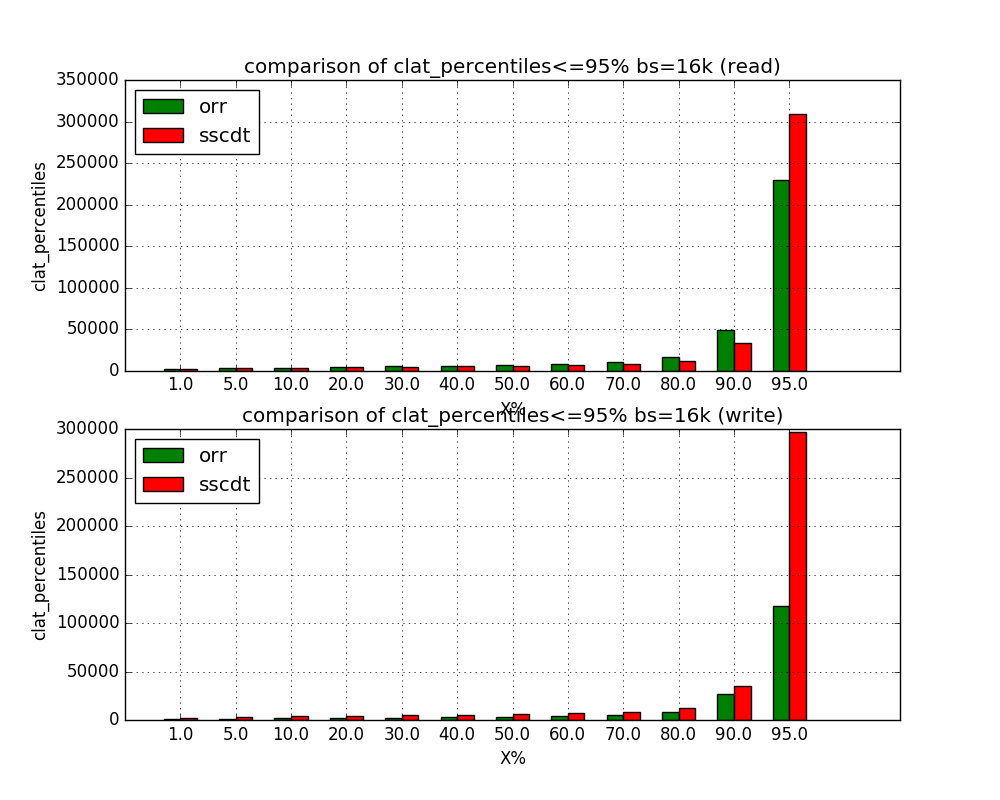 comparison of clat_percentiles<=95% bs=16k (read)
350000
300000
250000
200000
150000
100000
50000
0
clat_percentiles
orr
sscdt
1.0 5.0 10.0 20.0 30.0 40.0 50.0 60.0 70.0 80.0 90.0 95.0
X%
comparison of clat_percentiles<=95% bs=16k (write)
300000
250000
200000
150000
100000
50000
0
clat_percentiles
orr
sscdt
1.0 5.0 10.0 20.0 30.0 40.0 50.0 60.0 70.0 80.0 90.0 95.0
X%